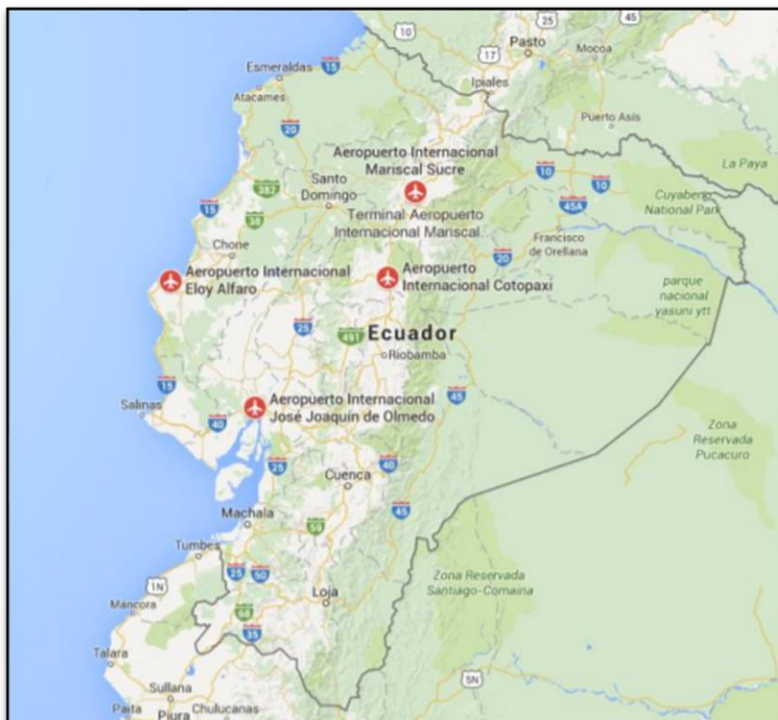 10
25
45
Pasto
Mocoa
17
Esmeraldas
15
Ipiales
Atacames
Puerto Asis
20
Aeropuerto Internacional
Mariscal Sucre
La Paya
10
10
Santo
Domingo
382
Cuyabeno
National Park
15
45A
38
Terminal Aeropuerto
Internacional Mariscal...
Francisco
de Orellana
Chone
20
Aeropuerto Internacional
Eloy Alfaro
Aeropuerto
Internacional Cotopaxi
parque
nacional
yasuni ytt
25
491
Ecuador
Riobamba
15
45
Salinas
40
Aeropuerto Internacional
José Joaquín de Olmedo
Zona
Reservada
Pucacuro
25
40
Cuenca
45
Machala
59
Tumbes
1N
25
50
Zona Reservada
Santiago-Comaina
Loja
Máncora
35
Talara
5N
Sullana
Paita
Chulucanas
Piura